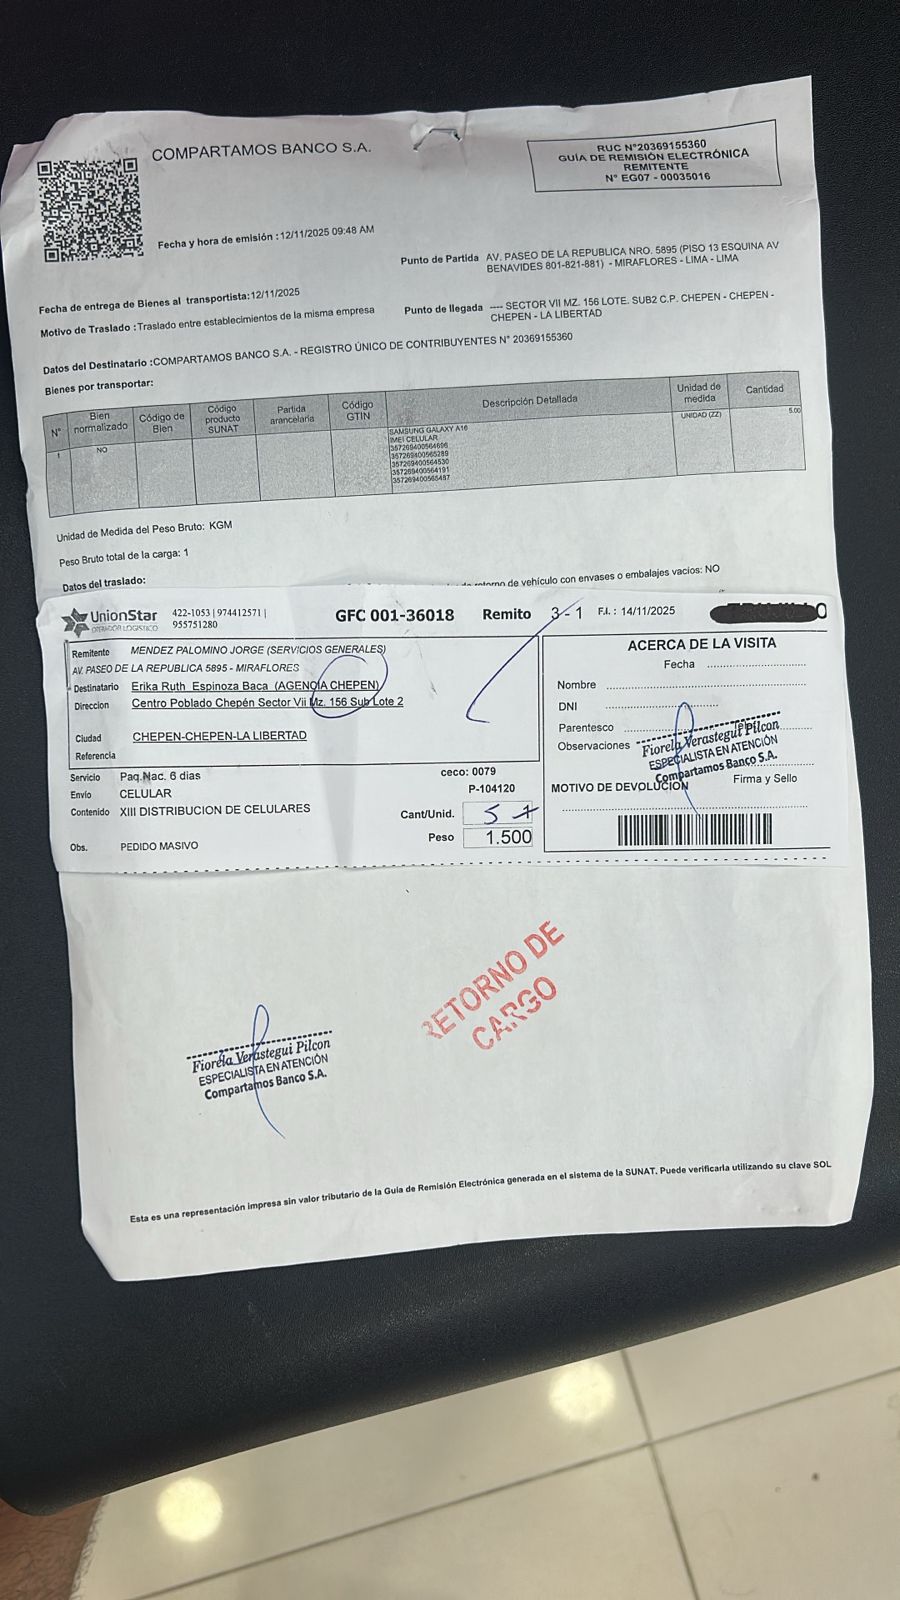 COMPARTAMOS BANCO S.A.
RUC N°20369155360
GUÍA DE REMISIÓN ELECTRÓNICA
REMITENTE
N° EG07 - 00035016
Fecha y hora de emisión : 12/11/2025 09:48 AM
Punto de Partida AV. PASEO DE LA REPUBLICA NRO. 5895 (PISO 13 ESQUINA AV
BENAVIDES 801-821-881) - MIRAFLORES - LIMA - LIMA
Fecha de entrega de Bienes al transportista:12/11/2025
Punto de llegada ---- SECTOR VII MZ. 156 LOTE. SUB2 C.P. CHEPEN - CHEPEN -
CHEPEN - LA LIBERTAD
Motivo de Traslado : Traslado entre establecimientos de la misma empresa
Datos del Destinatario :COMPARTAMOS BANCO S.A. - REGISTRO ÚNICO DE CONTRIBUYENTES N° 20369155360
Bienes por transportar:
N° Bien normalizado Código de Bien Código producto SUNAT Partida arancelaria Código GTIN Descripción Detallada Unidad de medida Cantidad
1 NO SAMSUNG GALAXY A16 UNIDAD (ZZ) 5.00
IMEI CELULAR
357269400564696
357269400565289
357269400564530
357269400564191
357269400565487
Unidad de Medida del Peso Bruto: KGM
Peso Bruto total de la carga: 1
Datos del traslado:
retorno de vehículo con envases o embalajes vacios: NO
UnionStar
OPERADOR LOGISTICO
422-1053 | 974412571 |
955751280
GFC 001-36018 Remito 3 - 1 F.I.: 14/11/2025
Remitente MENDEZ PALOMINO JORGE (SERVICIOS GENERALES)
AV. PASEO DE LA REPUBLICA 5895 - MIRAFLORES
Destinatario Erika Ruth Espinoza Baca (AGENCIA CHEPEN)
Direccion Centro Poblado Chepén Sector Vii Mz. 156 Sub Lote 2
Ciudad CHEPEN-CHEPEN-LA LIBERTAD
Referencia
Servicio Paq.Nac. 6 dias
ceco: 0079
Envio CELULAR
P-104120
Contenido XIII DISTRIBUCION DE CELULARES
Cant/Unid. 5
Peso 1.500
Obs. PEDIDO MASIVO
ACERCA DE LA VISITA
Fecha
Nombre
DNI
Parentesco
Observaciones
Fiorela Verastegui Pilcon
ESPECIALISTA EN ATENCIÓN
Compartamos Banco S.A.
MOTIVO DE DEVOLUCION
Firma y Sello
RETORNO DE
CARGO
Fiorela Verastegui Pilcon
ESPECIALISTA EN ATENCIÓN
Compartamos Banco S.A.
Esta es una representación impresa sin valor tributario de la Guía de Remisión Electrónica generada en el sistema de la SUNAT. Puede verificarla utilizando su clave SOL